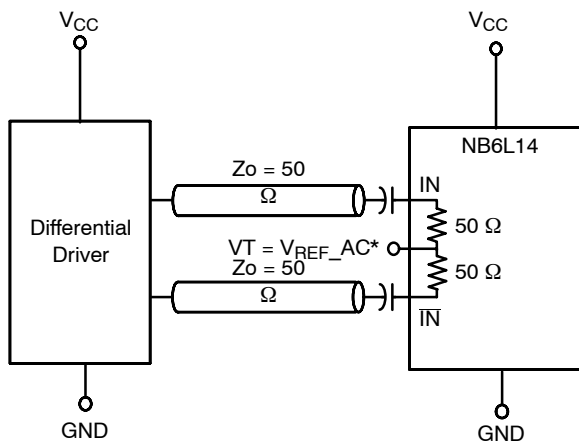 VCC
VCC
NB6L14
Zo = 50
Ω
IN
50 Ω
Differential
Driver
VT = VREF_AC*
Zo = 50
Ω
50 Ω
IN
GND
GND